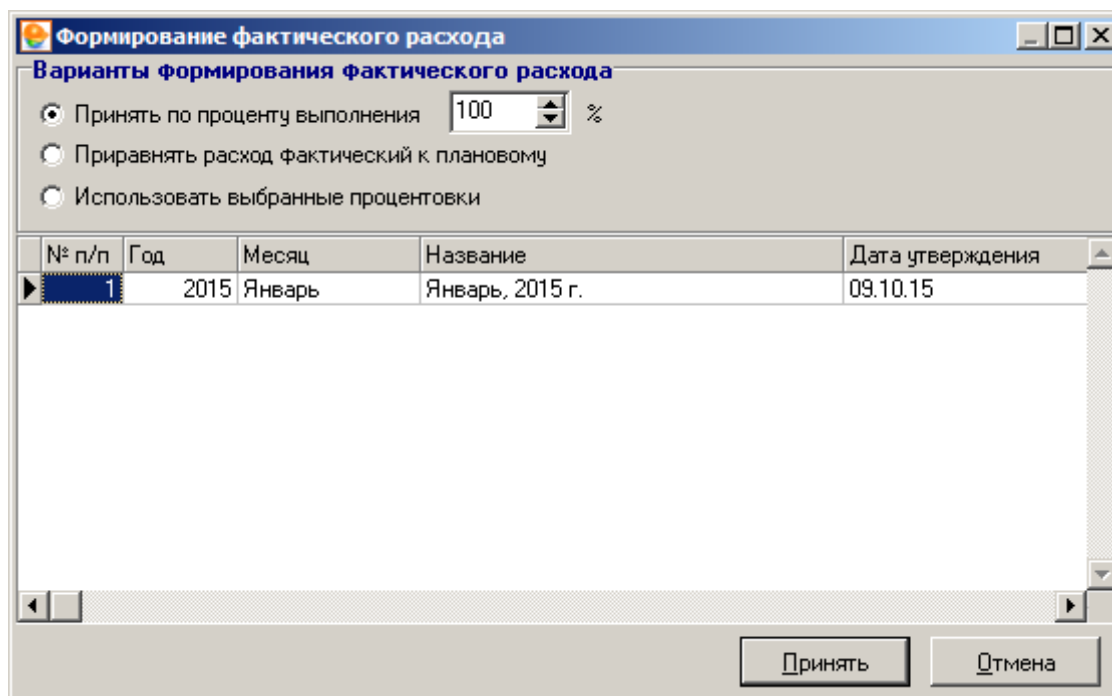 Формирование фактического расхода
Варианты формирования фактического расхода
Принять по проценту выполнения 100 %
Приравнять расход фактический к плановому
Использовать выбранные процентовки
№ п/п Год Месяц Название Дата утверждения
1 2015 Январь Январь, 2015 г. 09.10.15
Принять Отмена